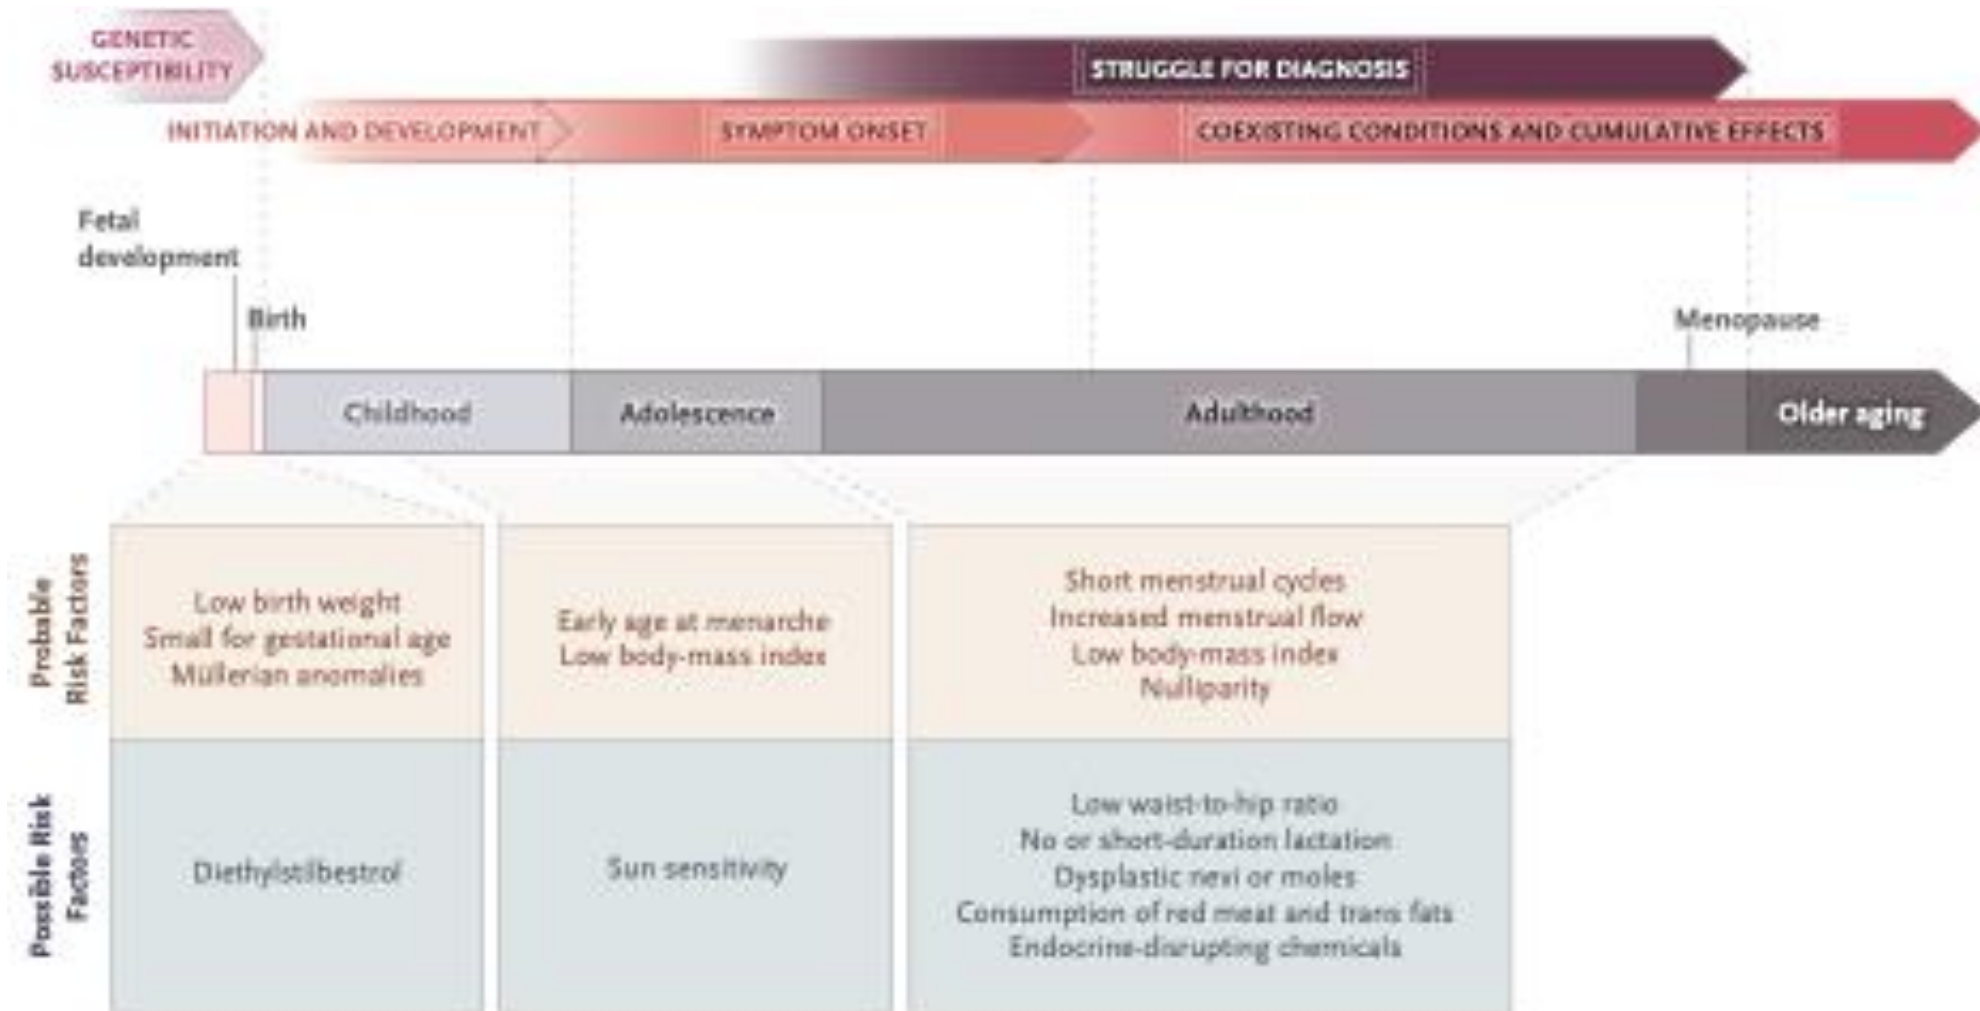 GENETIC
SUSCEPTIBILITY
STRUGGLE FOR DIAGNOSIS
INITIATION AND DEVELOPMENT
SYMPTOM ONSET
COEXISTING CONDITIONS AND CUMULATIVE EFFECTS
Fetal
development
Birth
Menopause
Childhood
Adolescence
Adulthood
Older aging
Probable
Risk Factors
Low birth weight
Small for gestational age
Müllerian anomalies
Early age at menarche
Low body-mass index
Short menstrual cycles
Increased menstrual flow
Low body-mass index
Nulliparity
Possible Risk
Factors
Diethylstilbestrol
Sun sensitivity
Low waist-to-hip ratio
No or short-duration lactation
Dysplastic nevi or moles
Consumption of red meat and trans fats
Endocrine-disrupting chemicals